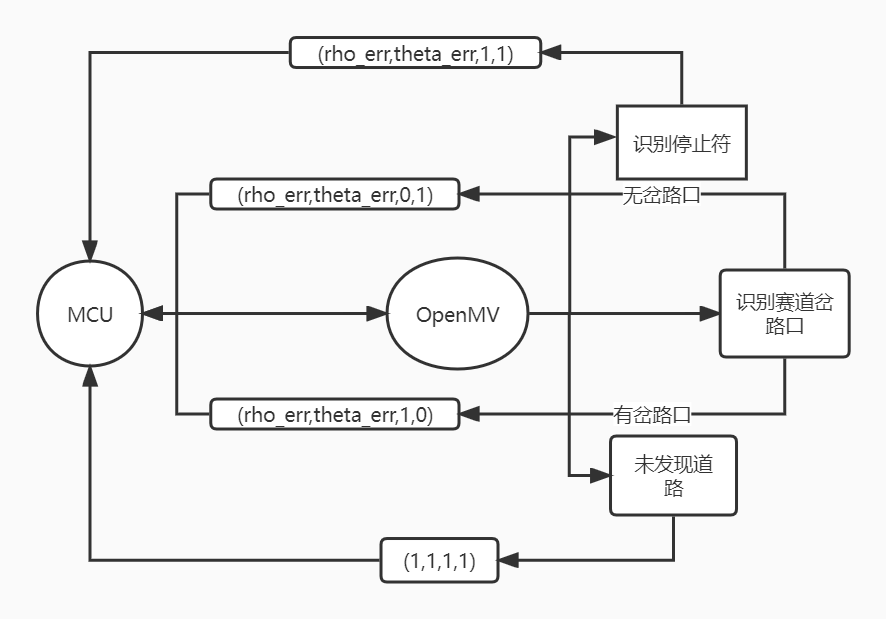 (rho_err,theta_err,1,1)
识别停止符
(rho_err,theta_err,0,1)
无岔路口
MCU
OpenMV
识别赛道岔
路口
(rho_err,theta_err,1,0)
有岔路口
未发现道
路
(1,1,1,1)